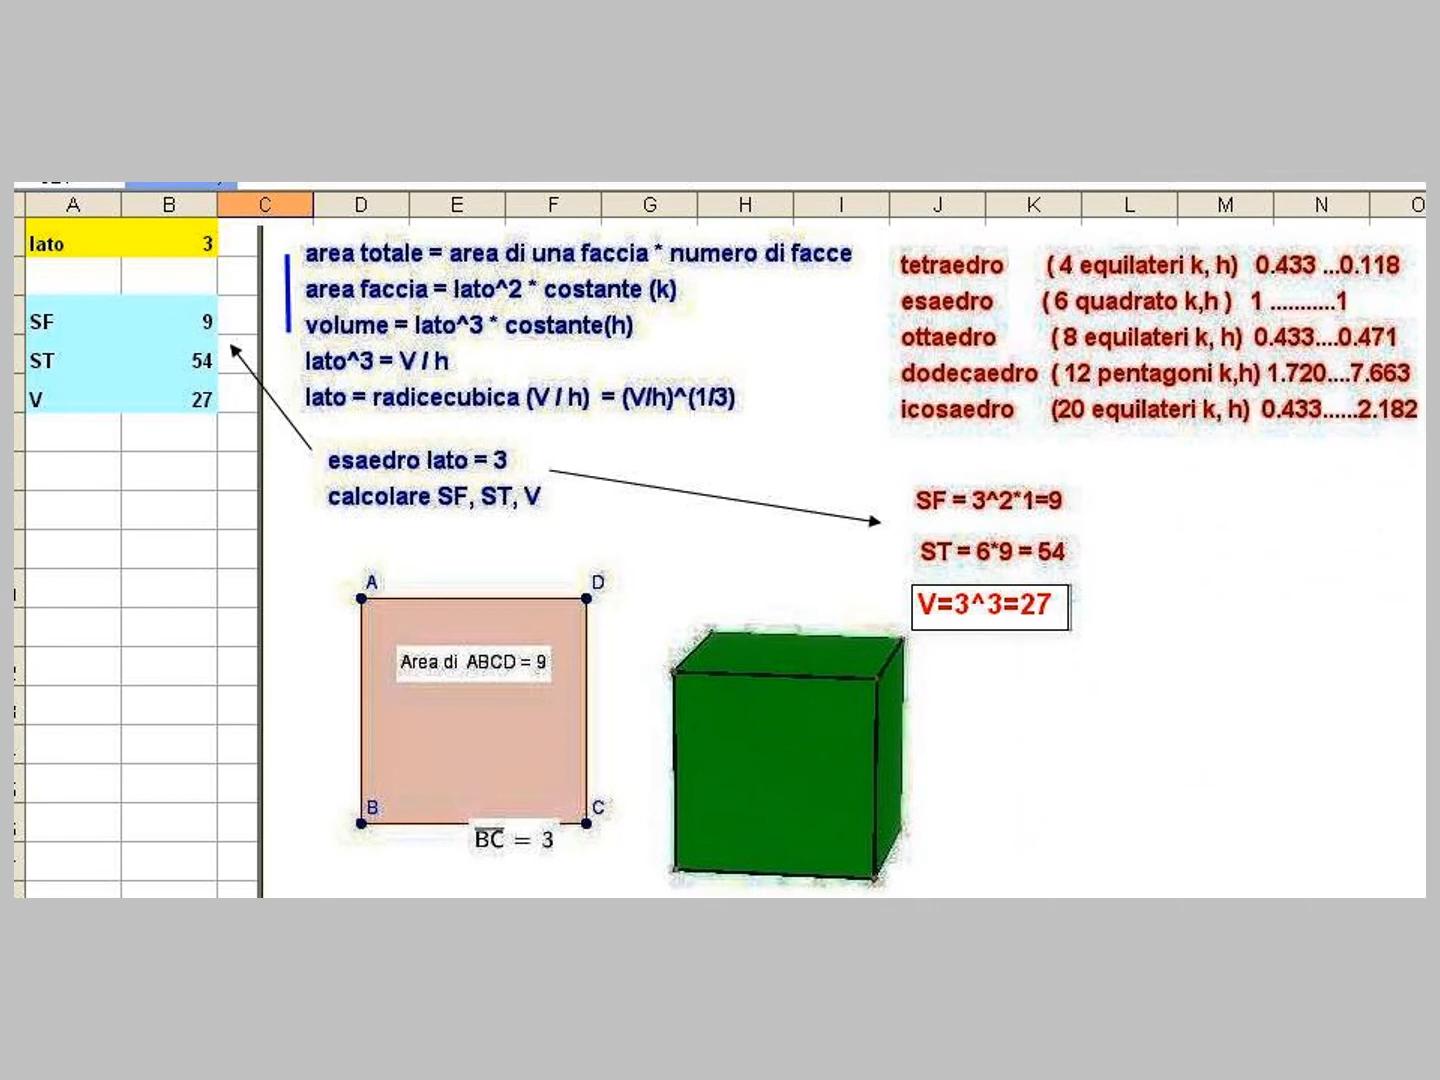 A B C D E F G H I J K L M N O
lato 3
SF 9
ST 54
V 27
area totale = area di una faccia * numero di facce
area faccia = lato^2 * costante (k)
volume = lato^3 * costante(h)
lato^3 = V / h
lato = radicecubica (V / h) = (V/h)^(1/3)
tetraedro ( 4 equilateri k, h) 0.433 ...0.118
esaedro ( 6 quadrato k,h ) 1 ...........1
ottaedro ( 8 equilateri k, h) 0.433....0.471
dodecaedro ( 12 pentagoni k,h) 1.720....7.663
icosaedro (20 equilateri k, h) 0.433......2.182
esaedro lato = 3
calcolare SF, ST, V
SF = 3^2*1=9
ST = 6*9 = 54
V=3^3=27
A D
Area di ABCD = 9
B C
BC = 3